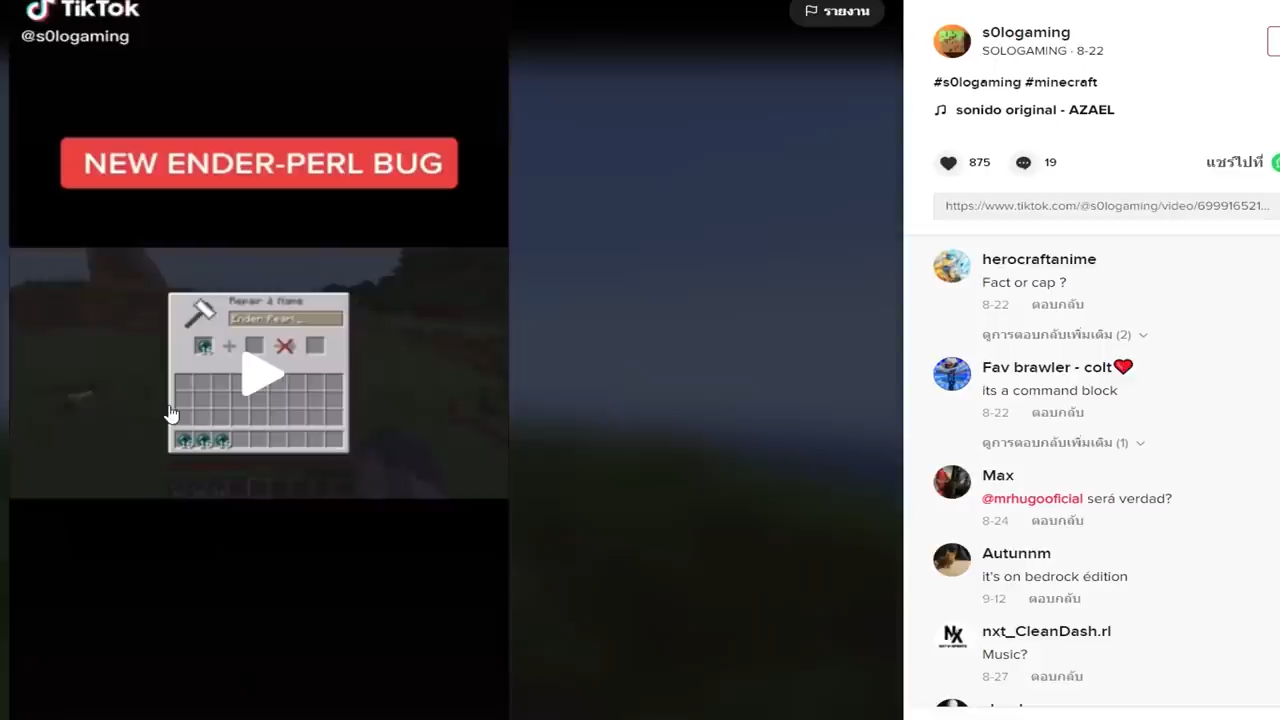 TikTok
@s0logaming
รายงาน
NEW ENDER-PERL BUG
Repair & Name
Ender Pearl_
s0logaming
SOLOGAMING · 8-22
#s0logaming #minecraft
sonido original - AZAEL
875
19
แชร์ไปที่
https://www.tiktok.com/@s0logaming/video/699916521...
herocraftanime
Fact or cap ?
8-22 ตอบกลับ
ดูการตอบกลับเพิ่มเติม (2)
Fav brawler - colt❤️
its a command block
8-22 ตอบกลับ
ดูการตอบกลับเพิ่มเติม (1)
Max
@mrhugooficial será verdad?
8-24 ตอบกลับ
Autunnm
it's on bedrock édition
9-12 ตอบกลับ
nxt_CleanDash.rl
Music?
8-27 ตอบกลับ